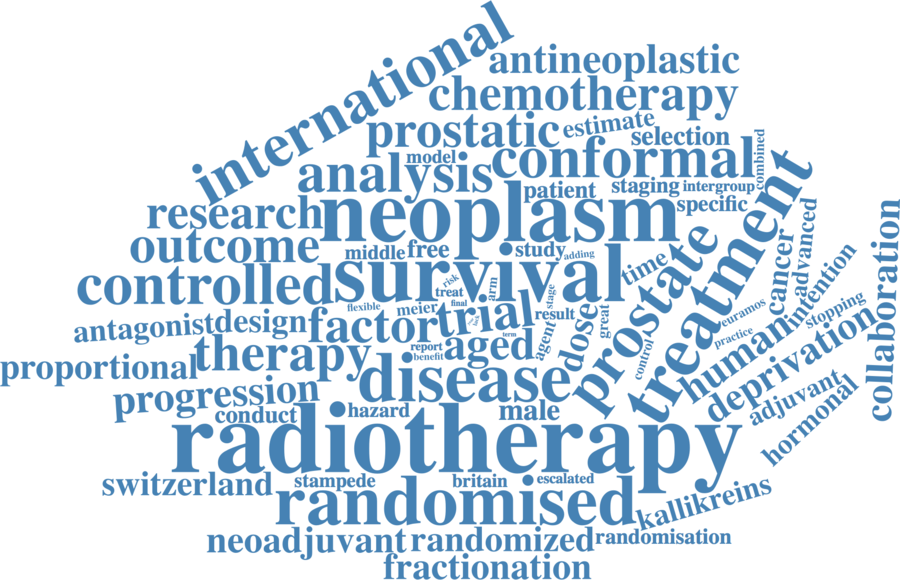 international
antineoplastic
chemotherapy
prostatic
estimate
selection
combined
model
conformal
analysis
treatment
patient
staging
intergroup
specific
research
neoplasm
outcome
middle
free
study
adding
prostate
cancer
advanced
collaboration
controlled
survival
time
risk
treat
arm
stage
intention
flexible
final
meier
trial
result
great
euramos
stopping
antagonist
design
factor
term
agent
dose
control
practice
human
deprivation
proportional
therapy
report
benefit
aged
progression
disease
adjuvant
hormonal
conduct
hazard
male
radiotherapy
switzerland
stampede
britain
escalated
randomised
kallikreins
neoadjuvant
randomized
randomisation
fractionation